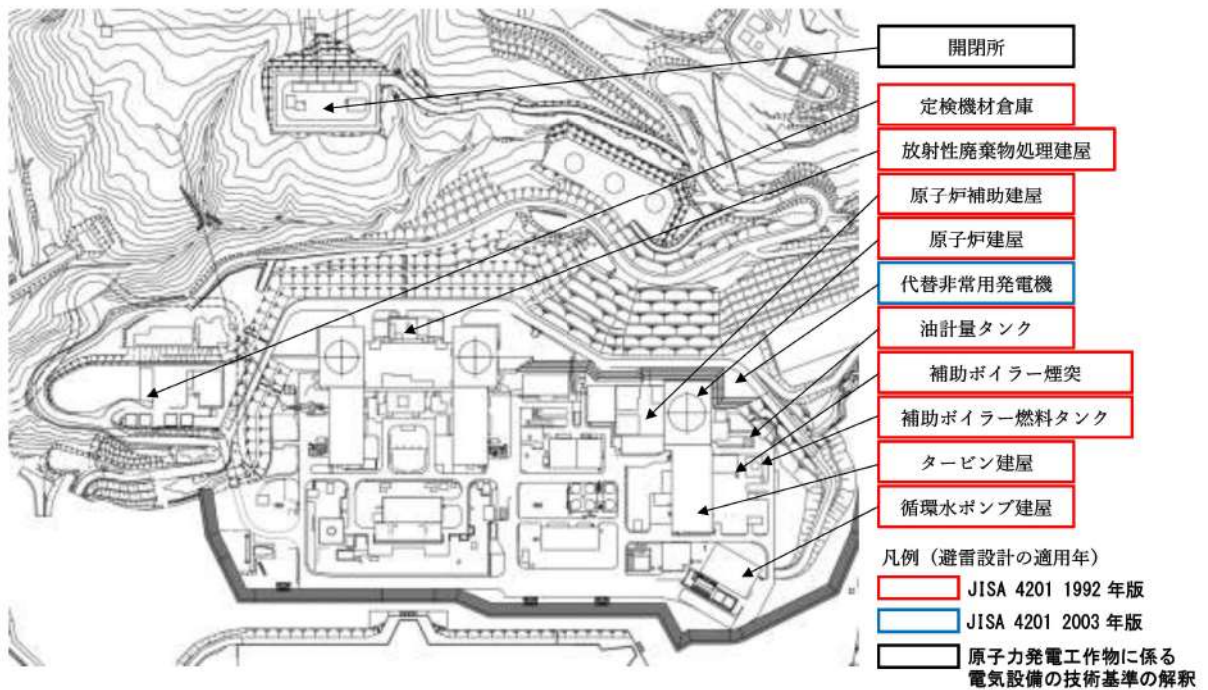 開閉所
定検機材倉庫
放射性廃棄物処理建屋
原子炉補助建屋
原子炉建屋
代替非常用発電機
油計量タンク
補助ボイラー煙突
補助ボイラー燃料タンク
タービン建屋
循環水ポンプ建屋
凡例（避雷設計の適用年）
JISA 4201 1992 年版
JISA 4201 2003 年版
原子力発電工作物に係る
電気設備の技術基準の解釈